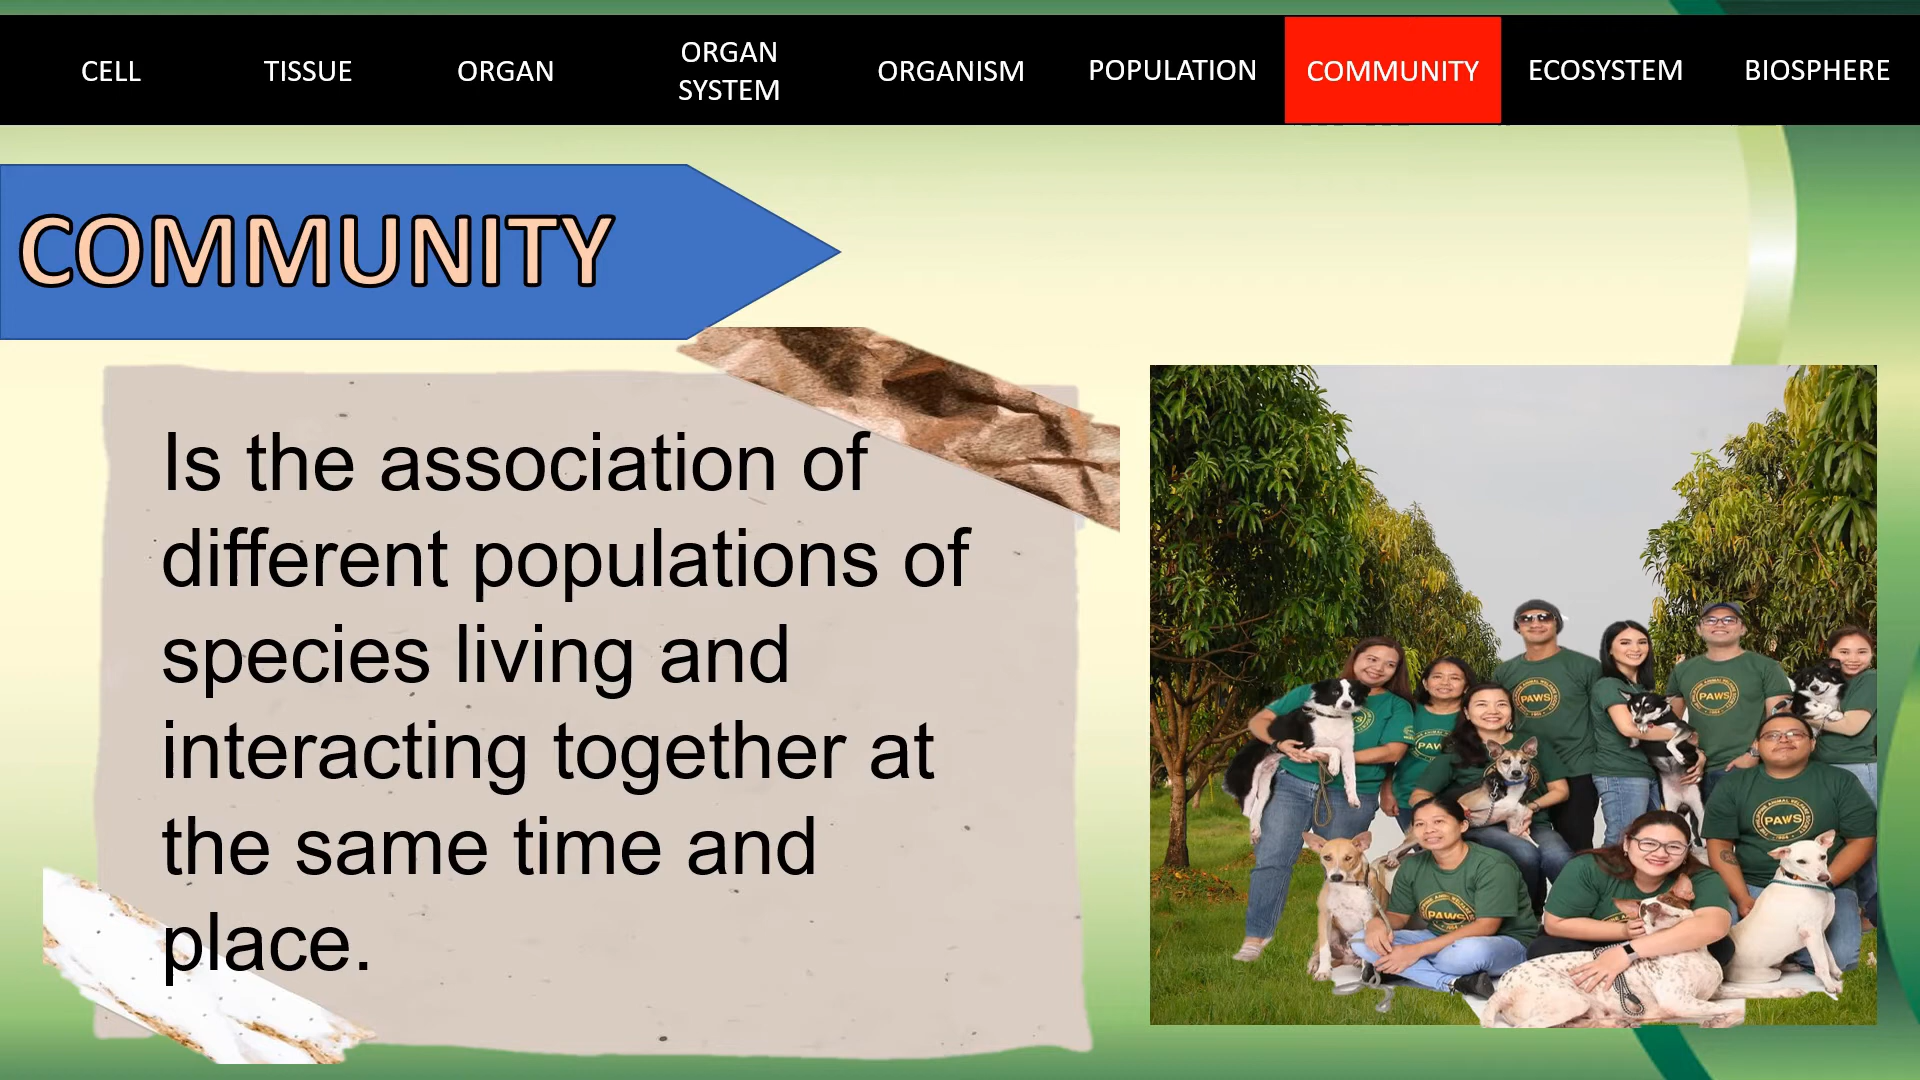 CELL
TISSUE
ORGAN
ORGAN
SYSTEM
ORGANISM
POPULATION
COMMUNITY
ECOSYSTEM
BIOSPHERE
COMMUNITY
Is the association of
different populations of
species living and
interacting together at
the same time and
place.
PAWS
PAWS
PAWS
PAWS